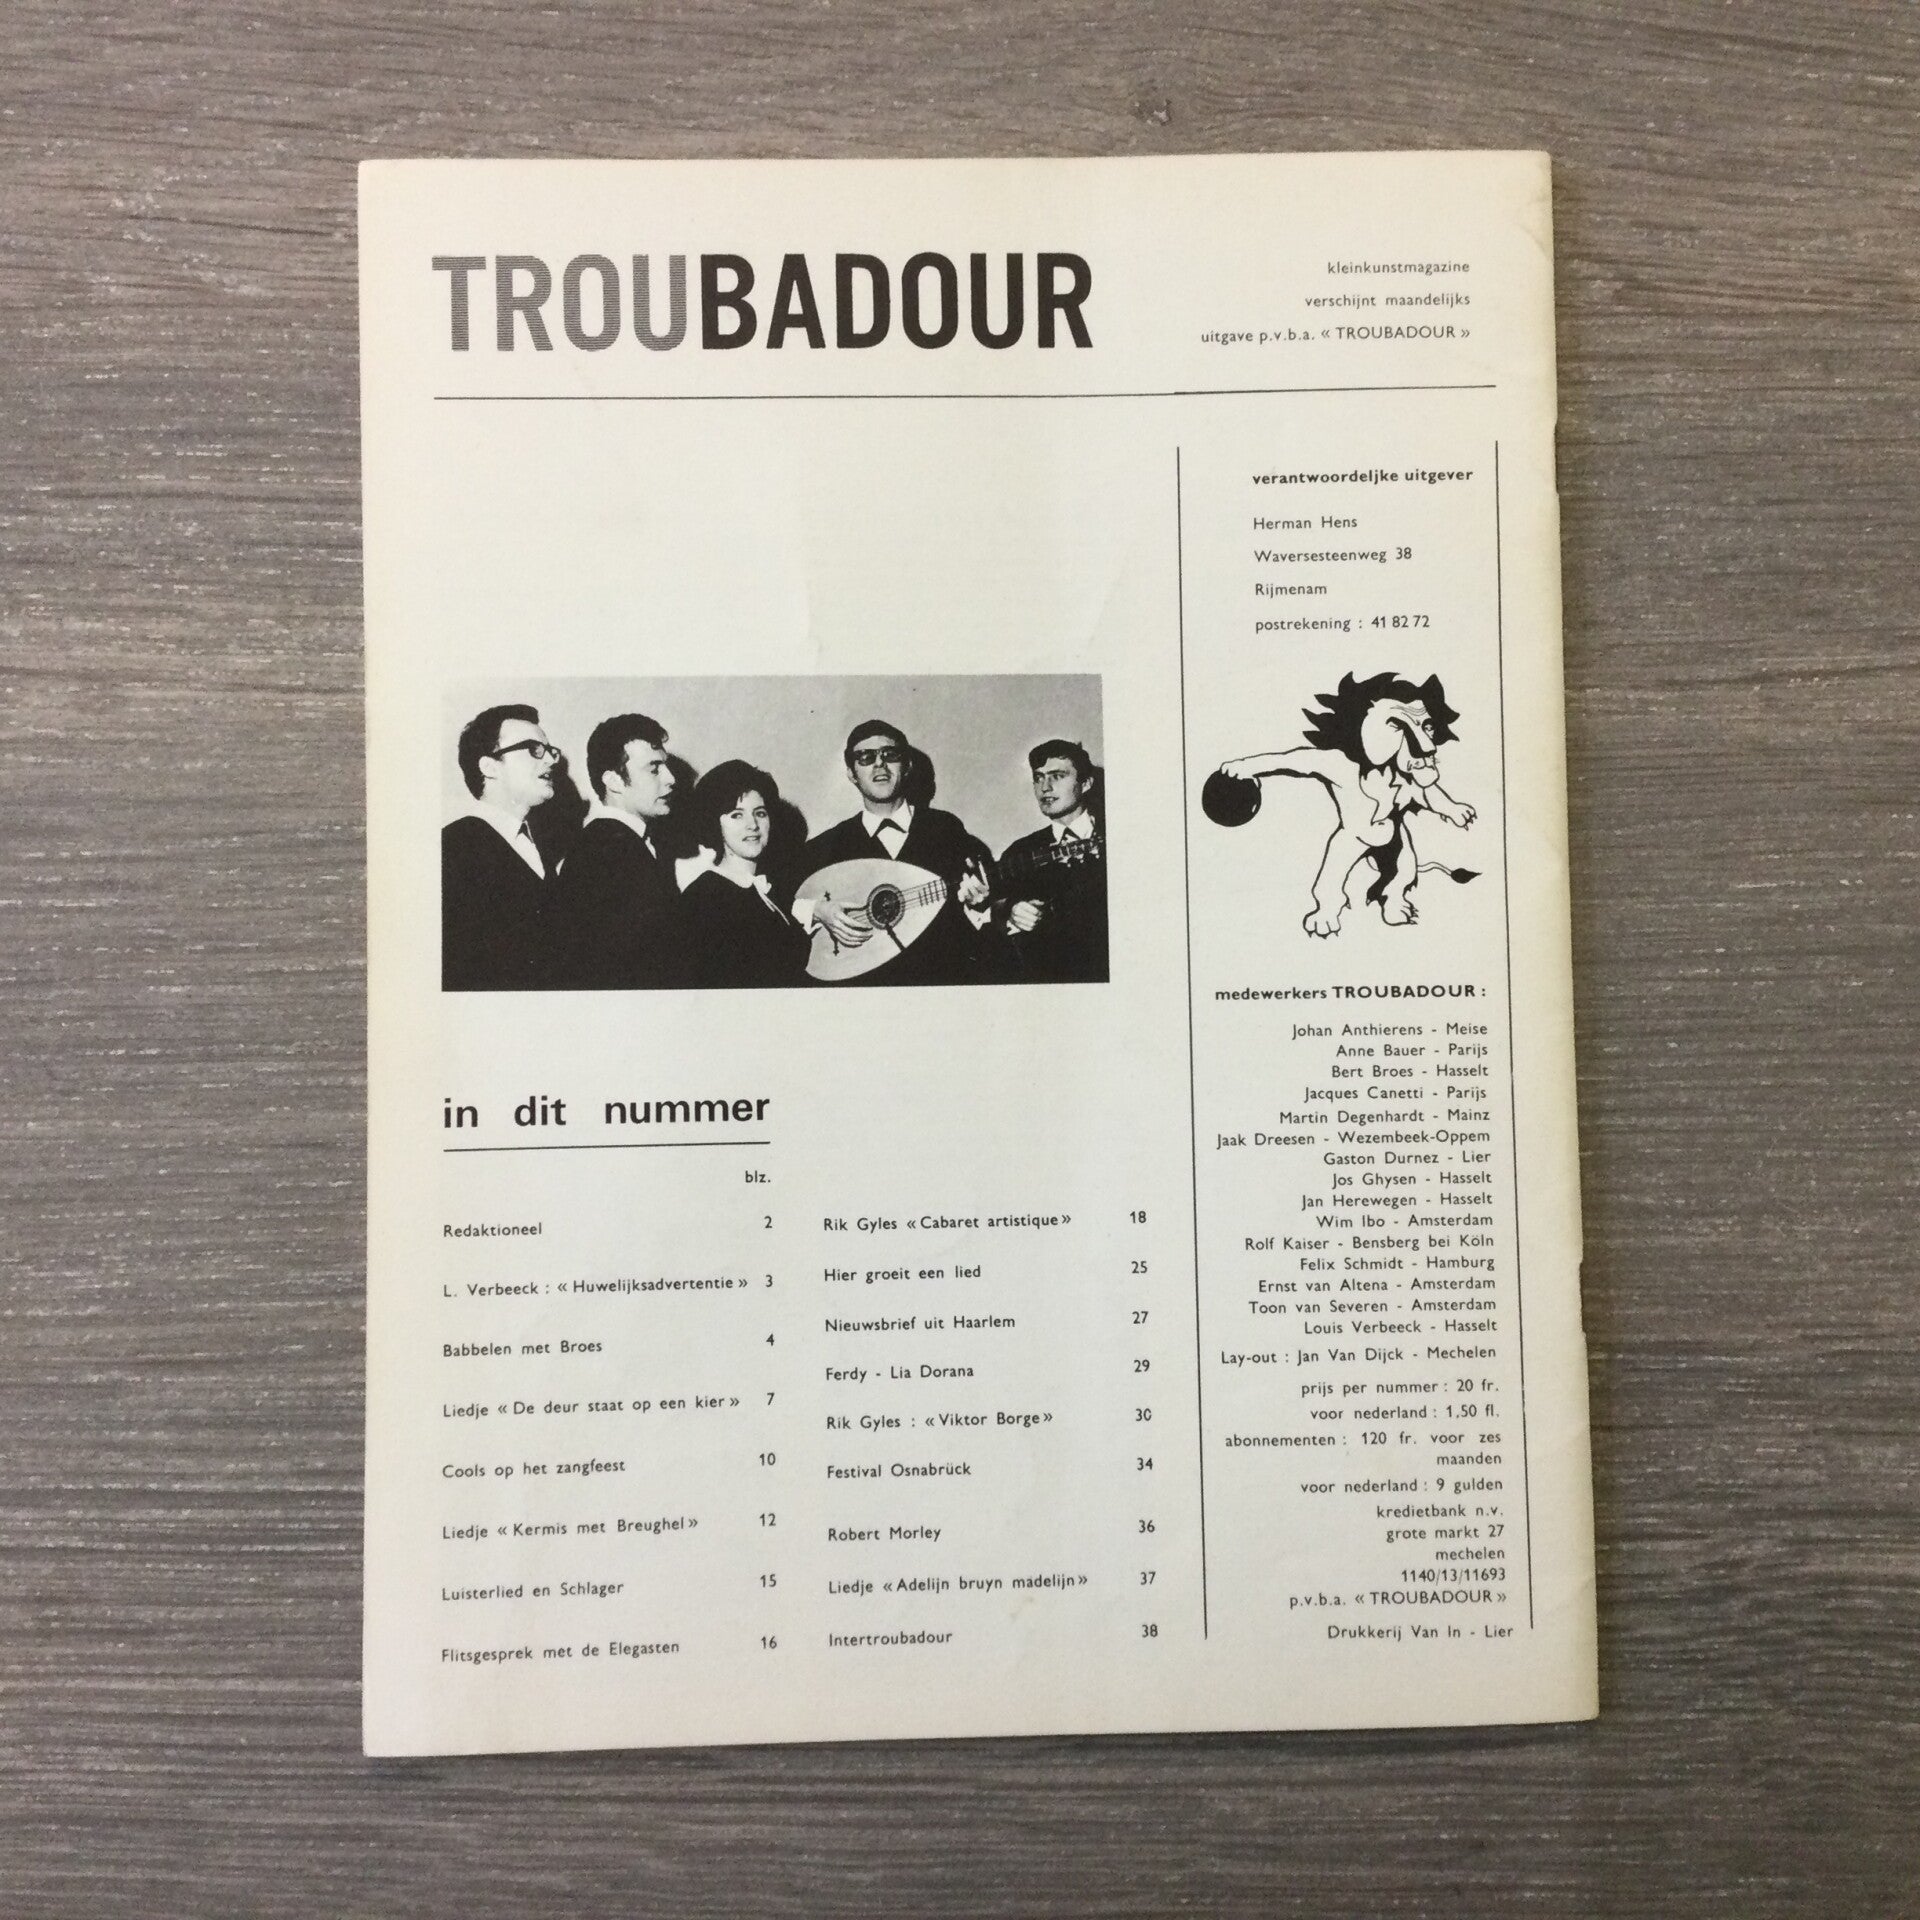 TROUBADOUR
kleinkunstmagazine
verschijnt maandelijks
uitgave p.v.b.a. « TROUBADOUR »
verantwoordeljke uitgever
Herman Hens
Waversesteenweg 38
Rijmenam
postrekening : 41 82 72
in dit nummer
blz.
Redaktioneel 2
L. Verbeeck : « Huwelijksadvertentie » 3
Babbelen met Broes 4
Liedje « De deur staat op een kier » 7
Cools op het zangfeest 10
Liedje « Kermis met Breughel » 12
Luisterlied en Schlager 15
Flitsgesprek met de Elegasten 16
Rik Gyles « Cabaret artistique » 18
Hier groeit een lied 25
Nieuwsbrief uit Haarlem 27
Ferdy - Lia Dorana 29
Rik Gyles : « Viktor Borge » 30
Festival Osnabrück 34
Robert Morley 36
Liedje « Adelijn bruyn madelijn » 37
Intertroubadour 38
medewerkers TROUBADOUR :
Johan Anthierens - Meise
Anne Bauer - Parijs
Bert Broes - Hasselt
Jacques Canetti - Parijs
Martin Degenhardt - Mainz
Jaak Dreesen - Wezembeek-Oppem
Gaston Durnez - Lier
Jos Ghysen - Hasselt
Jan Herewegen - Hasselt
Wim Ibo - Amsterdam
Rolf Kaiser - Bensberg bei Köln
Felix Schmidt - Hamburg
Ernst van Altena - Amsterdam
Toon van Severen - Amsterdam
Louis Verbeeck - Hasselt
Lay-out : Jan Van Dijck - Mechelen
prijs per nummer : 20 fr.
voor nederland : 1,50 fl.
abonnementen : 120 fr. voor zes
maanden
voor nederland : 9 gulden
kredietbank n.v.
grote markt 27
mechelen
1140/13/11693
p.v.b.a. « TROUBADOUR »
Drukkerij Van In - Lier